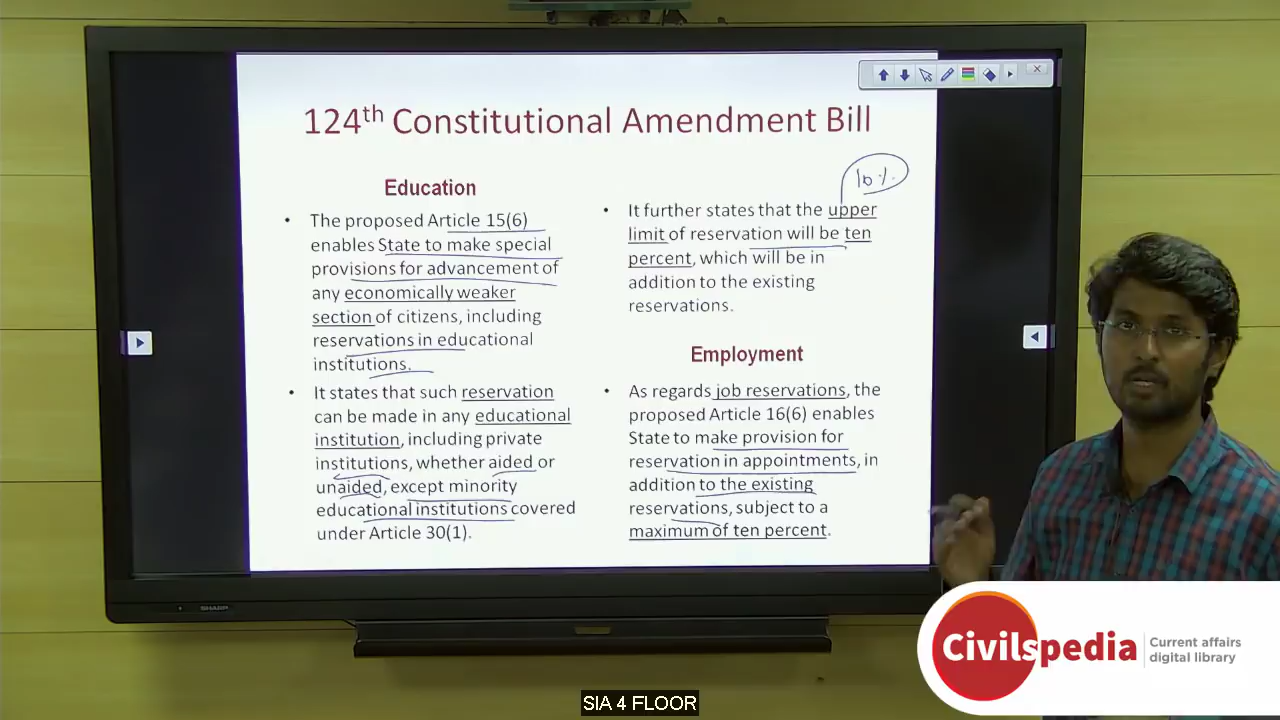 124th Constitutional Amendment Bill
Education
• The proposed Article 15(6)
enables State to make special
provisions for advancement of
any economically weaker
section of citizens, including
reservations in educational
institutions.
• It states that such reservation
can be made in any educational
institution, including private
institutions, whether aided or
unaided, except minority
educational institutions covered
under Article 30(1).
10%
• It further states that the upper
limit of reservation will be ten
percent, which will be in
addition to the existing
reservations.
Employment
• As regards job reservations, the
proposed Article 16(6) enables
State to make provision for
reservation in appointments, in
addition to the existing
reservations, subject to a
maximum of ten percent.
SHARP
Civilspedia
Current affairs
digital library
SIA 4 FLOOR